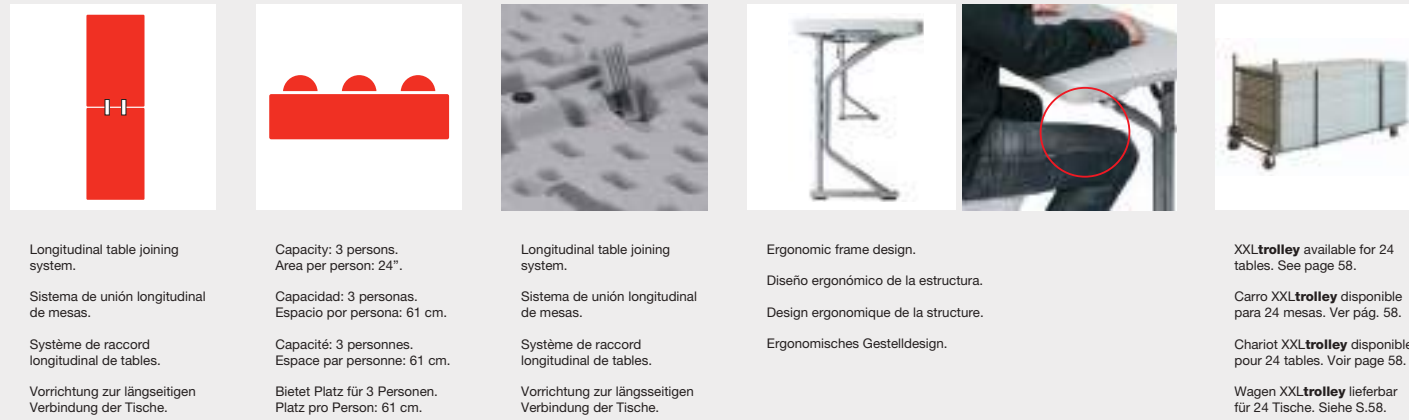 Longitudinal table joining
system.
Sistema de unión longitudinal
de mesas.
Système de raccord
longitudinal de tables.
Vorrichtung zur längseitigen
Verbindung der Tische.
Capacity: 3 persons.
Area per person: 24”.
Capacidad: 3 personas.
Espacio por persona: 61 cm.
Capacité: 3 personnes.
Espace par personne: 61 cm.
Bietet Platz für 3 Personen.
Platz pro Person: 61 cm.
Longitudinal table joining
system.
Sistema de unión longitudinal
de mesas.
Système de raccord
longitudinal de tables.
Vorrichtung zur längsseitigen
Verbindung der Tische.
Ergonomic frame design.
Diseño ergonómico de la estructura.
Design ergonomique de la structure.
Ergonomisches Gestelldesign.
XXLtrolley available for 24
tables. See page 58.
Carro XXLtrolley disponible
para 24 mesas. Ver pág. 58.
Chariot XXLtrolley disponible
pour 24 tables. Voir page 58.
Wagen XXLtrolley lieferbar
für 24 Tische. Siehe S.58.